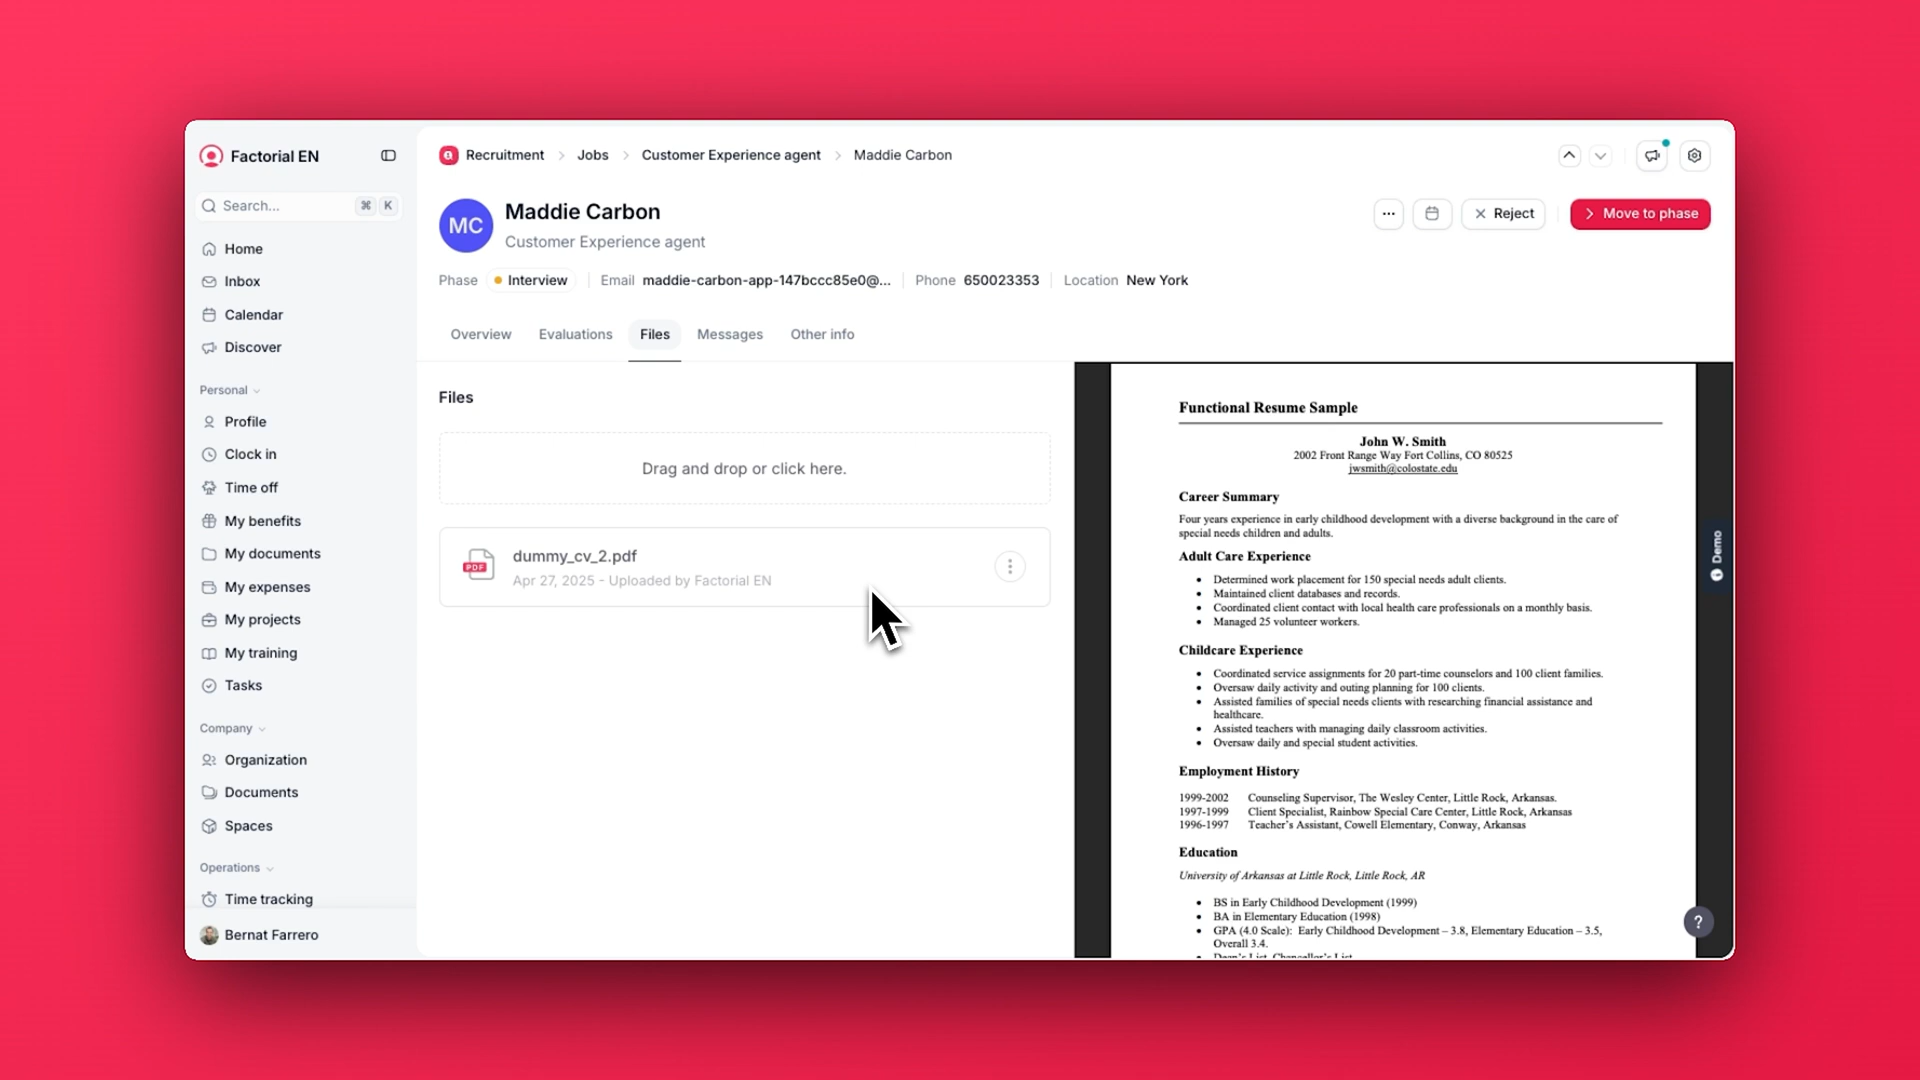 Factorial EN
Search...
⌘ K
Home
Inbox
Calendar
Discover
Personal
Profile
Clock in
Time off
My benefits
My documents
My expenses
My projects
My training
Tasks
Company
Organization
Documents
Spaces
Operations
Time tracking
Bernat Farrero
Recruitment > Jobs > Customer Experience agent > Maddie Carbon
MC
Maddie Carbon
Customer Experience agent
... Reject Move to phase
Phase Interview Email maddie-carbon-app-147bccc85e0@... Phone 650023353 Location New York
Overview Evaluations Files Messages Other info
Files
Drag and drop or click here.
PDF
dummy_cv_2.pdf
Apr 27, 2025 - Uploaded by Factorial EN
Functional Resume Sample
John W. Smith
2002 Front Range Way Fort Collins, CO 80525
jwsmith@colostate.edu
Career Summary
Four years experience in early childhood development with a diverse background in the care of
special needs children and adults.
Adult Care Experience
• Determined work placement for 150 special needs adult clients.
• Maintained client databases and records.
• Coordinated client contact with local health care professionals on a monthly basis.
• Managed 25 volunteer workers.
Childcare Experience
• Coordinated service assignments for 20 part-time counselors and 100 client families.
• Oversaw daily activity and outing planning for 100 clients.
• Assisted families of special needs clients with researching financial assistance and
healthcare.
• Assisted teachers with managing daily classroom activities.
• Oversaw daily and special student activities.
Employment History
1999-2002 Counseling Supervisor, The Wesley Center, Little Rock, Arkansas.
1997-1999 Client Specialist, Rainbow Special Care Center, Little Rock, Arkansas
1996-1997 Teacher's Assistant, Cowell Elementary, Conway, Arkansas
Education
University of Arkansas at Little Rock, Little Rock, AR
• BS in Early Childhood Development (1999)
• BA in Elementary Education (1998)
• GPA (4.0 Scale): Early Childhood Development – 3.8, Elementary Education – 3.5,
Overall 3.4.
• Dean's List, Chancellor's List
Demo
?